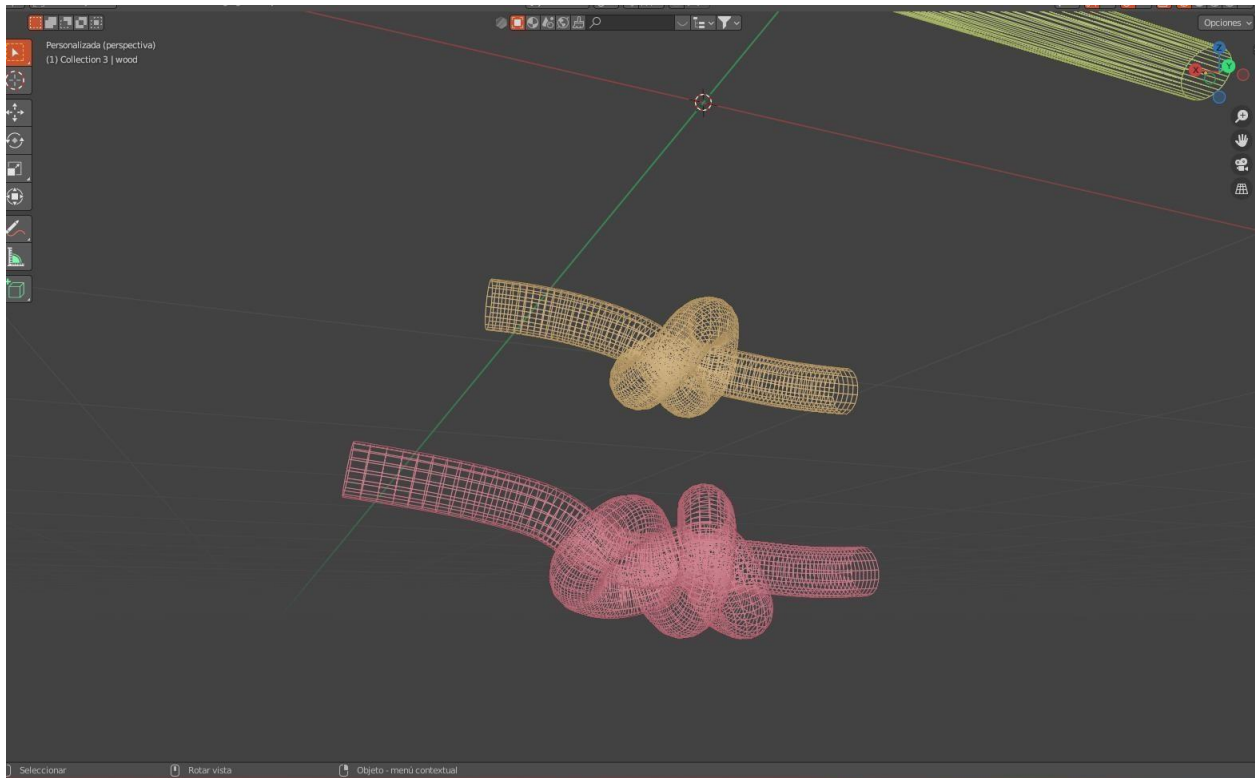 Opciones
Personalizada (perspectiva)
(1) Collection 3 | wood
Z
Y
X
Seleccionar
Rotar vista
Objeto - menú contextual